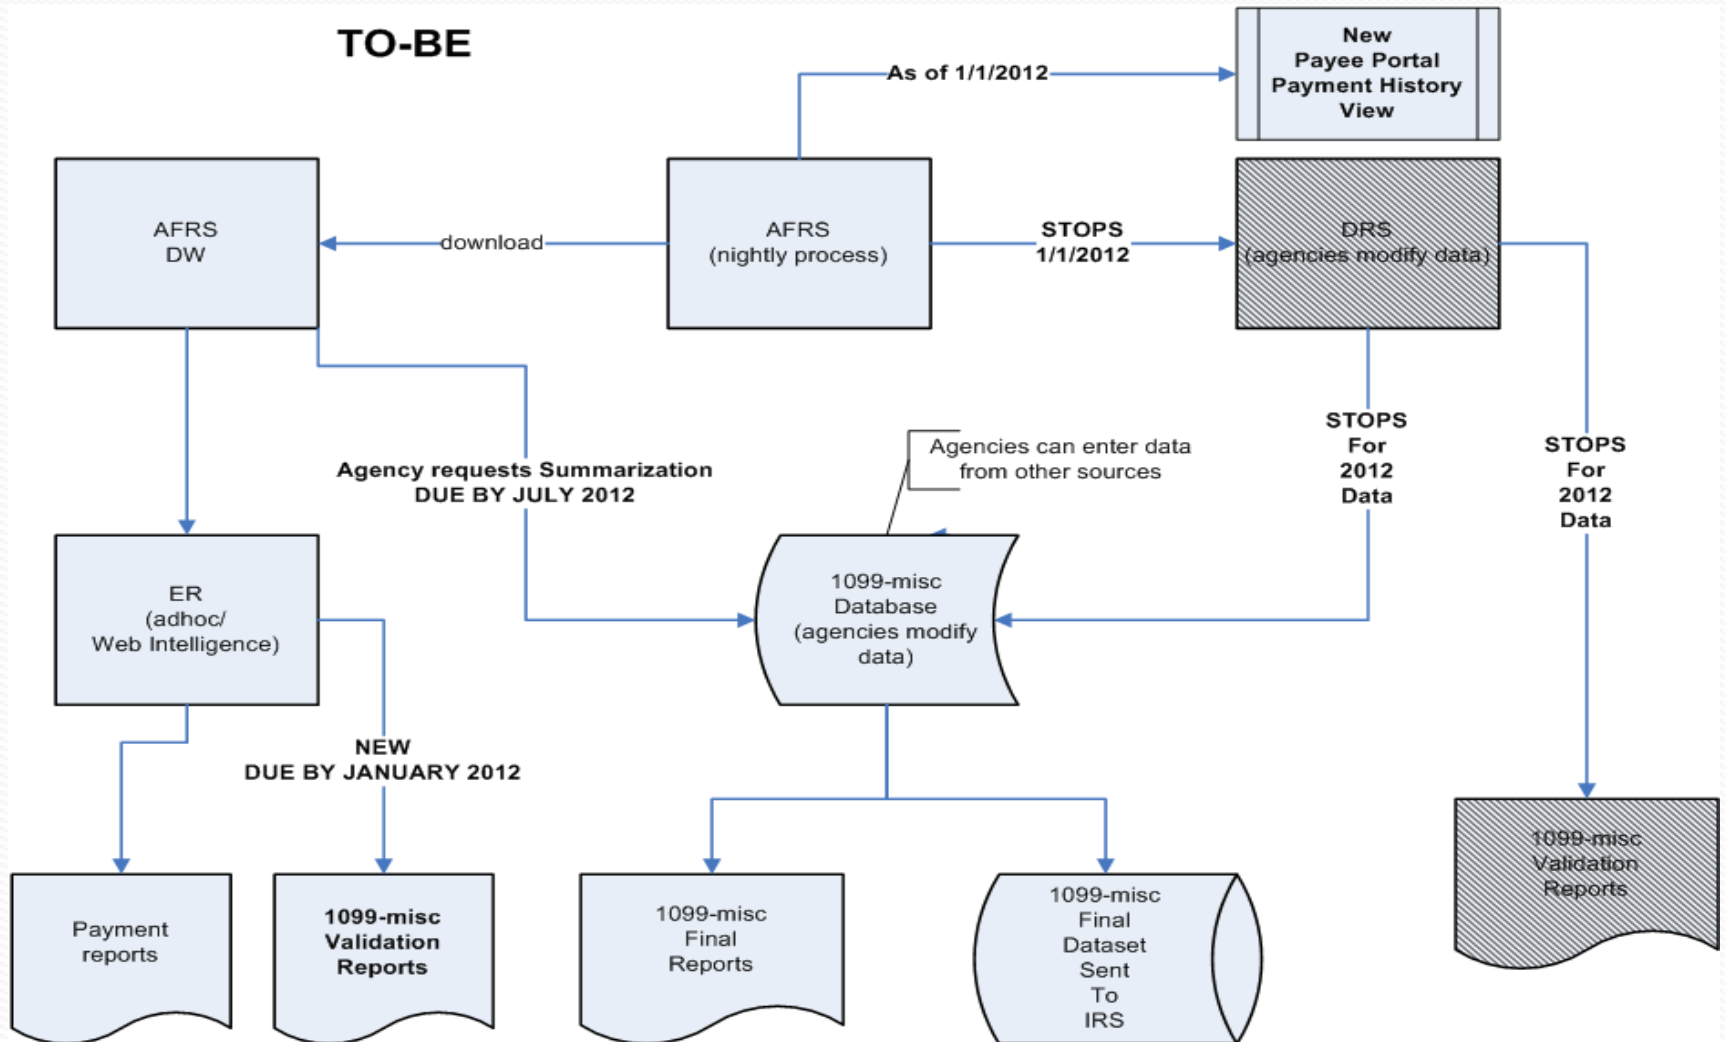 TO-BE
New
Payee Portal
Payment History
View
As of 1/1/2012
AFRS
DW
download
AFRS
(nightly process)
STOPS
1/1/2012
DRS
(agencies modify data)
Agency requests Summarization
DUE BY JULY 2012
Agencies can enter data
from other sources
STOPS
For
2012
Data
STOPS
For
2012
Data
ER
(adhoc/
Web Intelligence)
1099-misc
Database
(agencies modify
data)
NEW
DUE BY JANUARY 2012
Payment
reports
1099-misc
Validation
Reports
1099-misc
Final
Reports
1099-misc
Final
Dataset
Sent
To
IRS
1099-misc
Validation
Reports